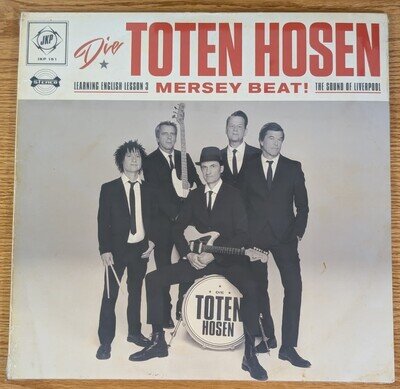 JKP
JKP 161
STEREO
Die TOTEN HOSEN
LEARNING ENGLISH LESSON 3 MERSEY BEAT! THE SOUND OF LIVERPOOL
DIE
TOTEN
HOSEN